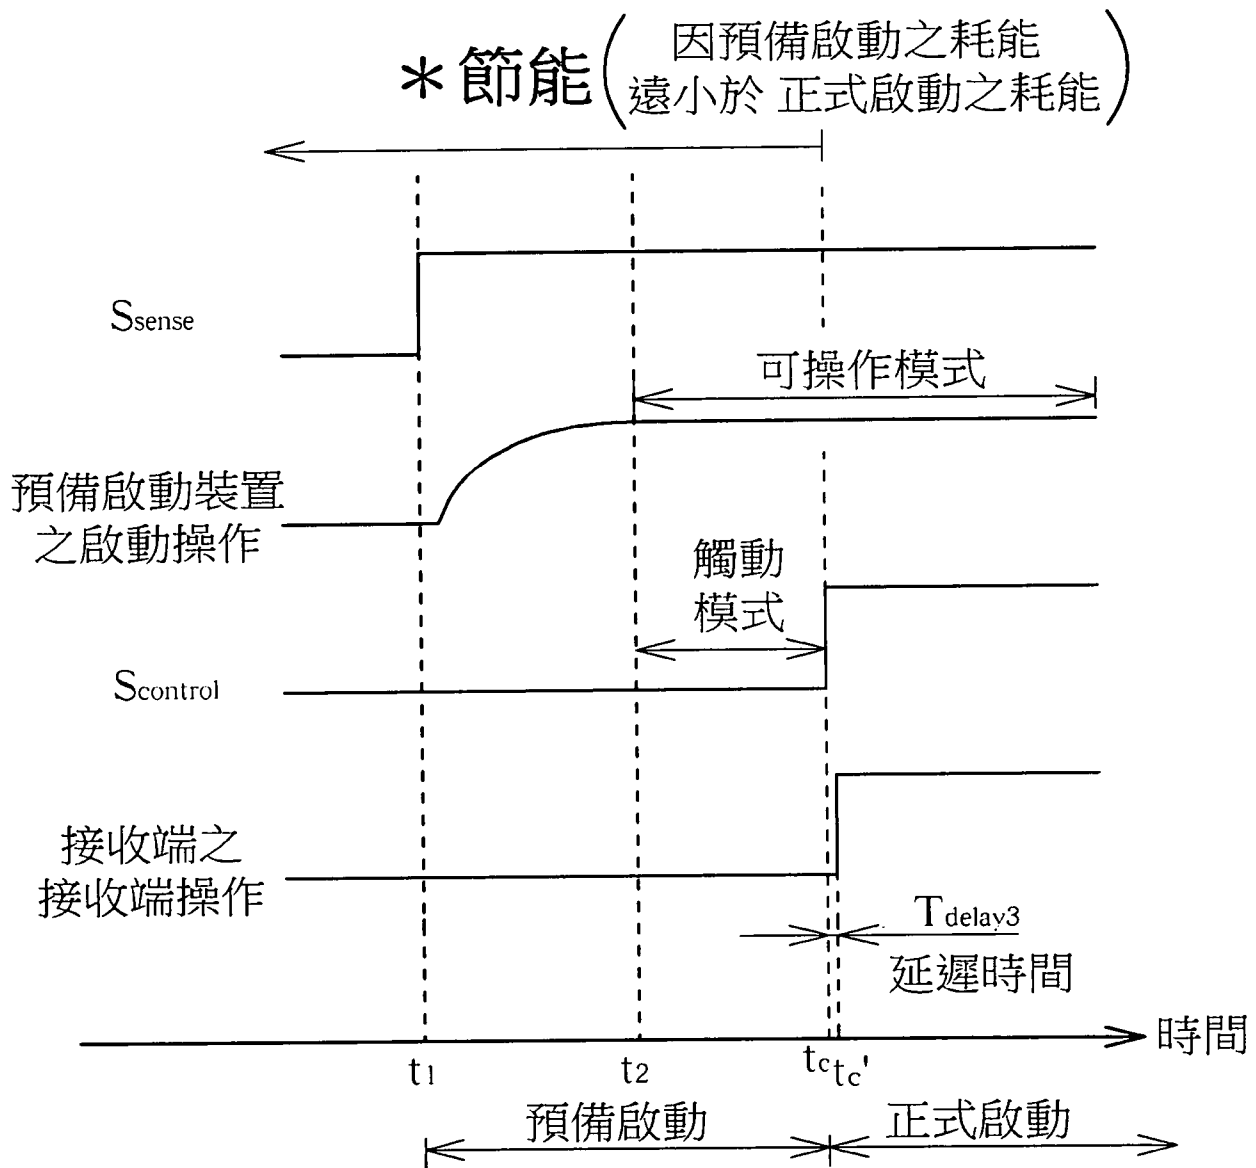 *節能(因預備啟動之耗能
遠小於 正式啟動之耗能)
Ssense
可操作模式
預備啟動裝置
之啟動操作
觸動
模式
Scontrol
接收端之
接收端操作
Tdelay3
延遲時間
時間
t1 t2 tc tc'
預備啟動 正式啟動